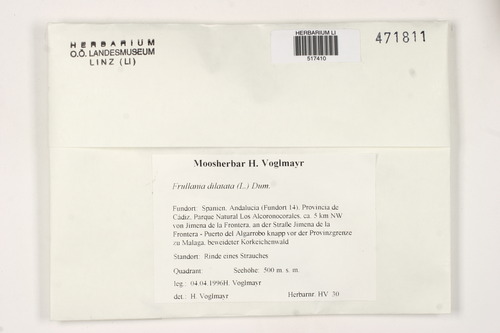 HERBARIUM
O.Ö. LANDESMUSEUM
LINZ (LI)
HERBARIUM LI
517410
471811
Moosherbar H. Voglmayr
Frullania dilatata (L.) Dum.
Fundort: Spanien, Andalucia (Fundort 14), Provincia de
Cádiz, Parque Natural Los Alcoronocorales, ca. 5 km NW
von Jimena de la Frontera, an der Straße Jimena de la
Frontera - Puerto del Algarrobo knapp vor der Provinzgrenze
zu Malaga, beweideter Korkeichenwald
Standort: Rinde eines Strauches
Quadrant: Seehöhe: 500 m. s. m.
leg.: 04.04.1996H. Voglmayr
det.: H. Voglmayr Herbarnr. HV 30